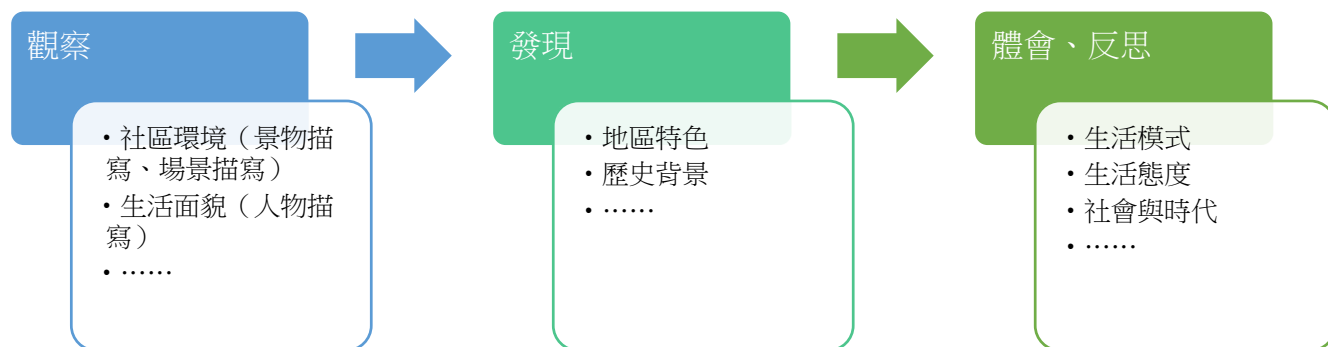 觀察
• 社區環境（景物描
寫、場景描寫）
• 生活面貌（人物描
寫）
• ……
發現
• 地區特色
• 歷史背景
• ……
體會、反思
• 生活模式
• 生活態度
• 社會與時代
• ……